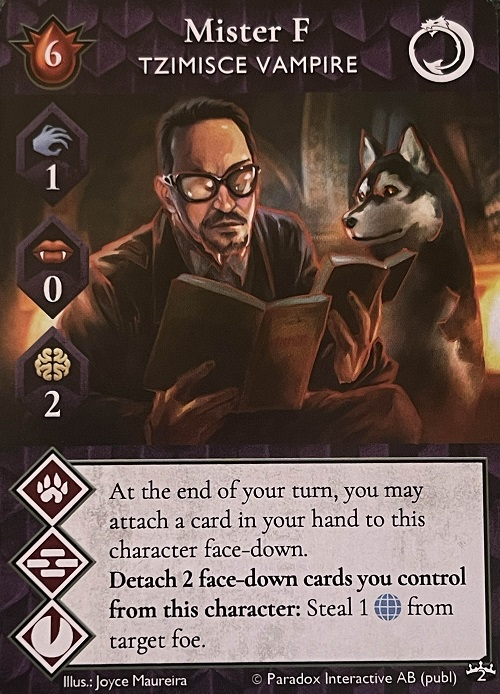 6
Mister F
TZIMISCE VAMPIRE
1
0
2
At the end of your turn, you may
attach a card in your hand to this
character face-down.
Detach 2 face-down cards you control
from this character: Steal 1 from
target foe.
Illus.: Joyce Maureira
© Paradox Interactive AB (publ)
2